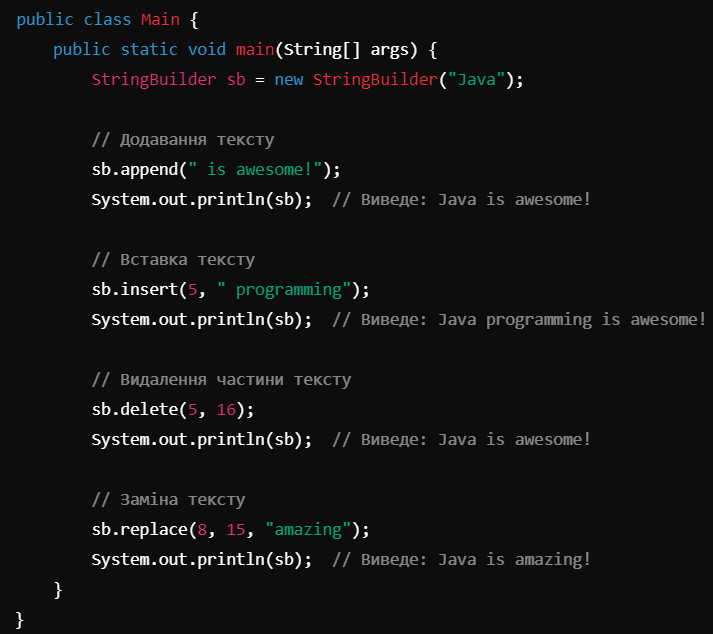 public class Main {
    public static void main(String[] args) {
        StringBuilder sb = new StringBuilder("Java");

        // Додавання тексту
        sb.append(" is awesome!");
        System.out.println(sb);  // Виведе: Java is awesome!

        // Вставка тексту
        sb.insert(5, " programming");
        System.out.println(sb);  // Виведе: Java programming is awesome!

        // Видалення частини тексту
        sb.delete(5, 16);
        System.out.println(sb);  // Виведе: Java is awesome!

        // Заміна тексту
        sb.replace(8, 15, "amazing");
        System.out.println(sb);  // Виведе: Java is amazing!
    }
}